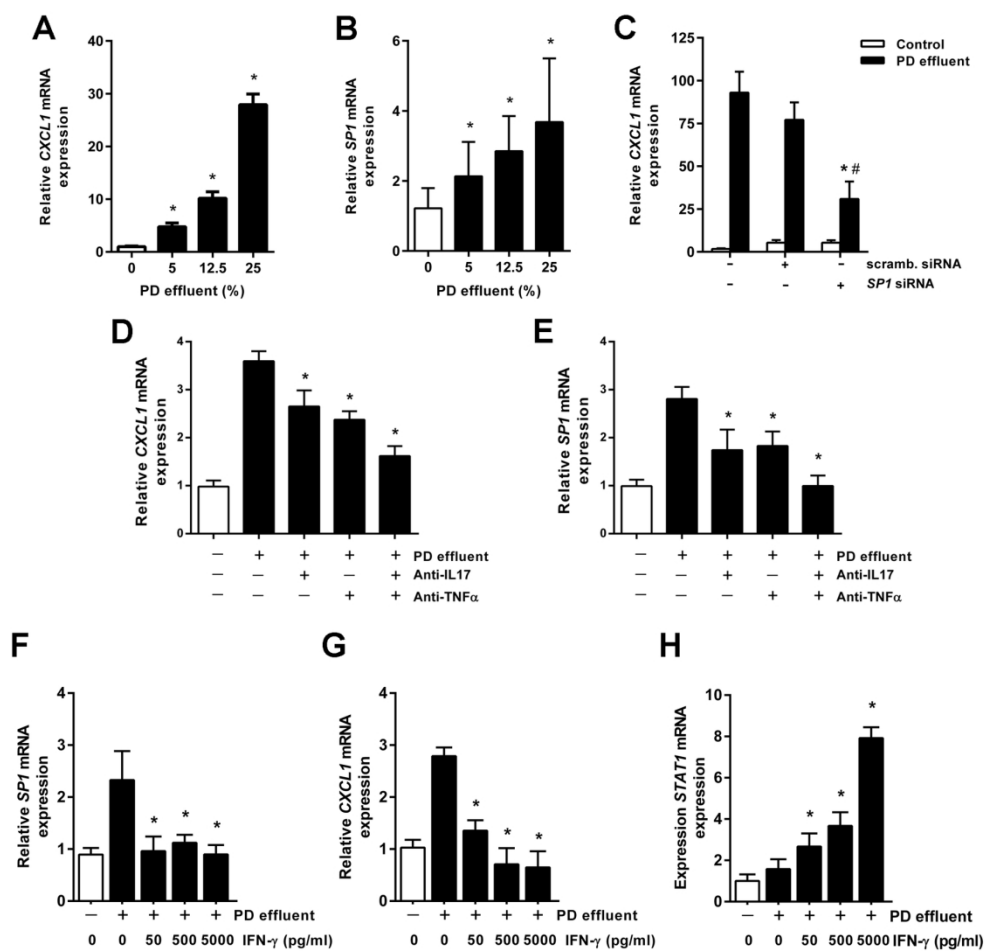 A
Relative CXCL1 mRNA
expression
40
30
20
10
0
*
*
*
0 5 12.5 25
PD effluent (%)
B
Relative SP1 mRNA
expression
6
4
2
0
*
*
*
0 5 12.5 25
PD effluent (%)
C
Relative CXCL1 mRNA
expression
125
100
75
50
25
0
Control
PD effluent
* #
- + - scramb. siRNA
- - + SP1 siRNA
D
Relative CXCL1 mRNA
expression
4
3
2
1
0
*
*
*
− + + + + PD effluent
− − + − + Anti-IL17
− − − + + Anti-TNFα
E
Relative SP1 mRNA
expression
4
3
2
1
0
*
*
*
− + + + + PD effluent
− − + − + Anti-IL17
− − − + + Anti-TNFα
F
Relative SP1 mRNA
expression
4
3
2
1
0
* * *
− + + + + PD effluent
0 0 50 500 5000 IFN-γ (pg/ml)
G
Relative CXCL1 mRNA
expression
4
3
2
1
0
*
* *
− + + + + PD effluent
0 0 50 500 5000 IFN-γ (pg/ml)
H
Expression STAT1 mRNA
expression
10
8
6
4
2
0
*
*
*
− + + + + PD effluent
0 0 50 500 5000 IFN-γ (pg/ml)